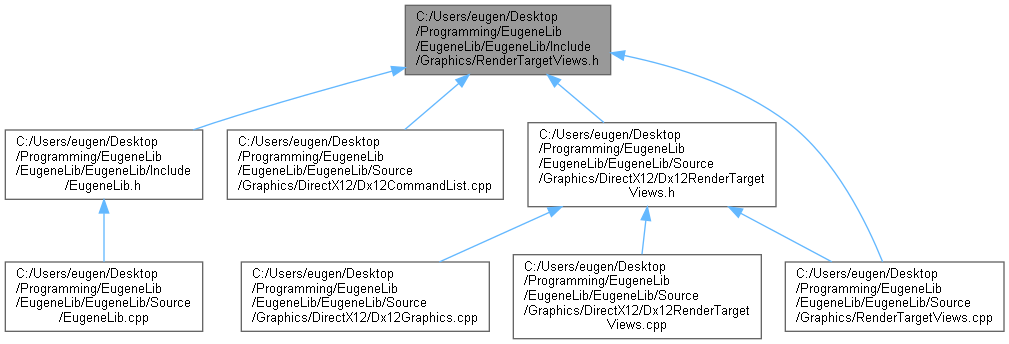 C:/Users/eugen/Desktop
/Programming/EugeneLib
/EugeneLib/EugeneLib/Include
/Graphics/RenderTargetViews.h
C:/Users/eugen/Desktop
/Programming/EugeneLib
/EugeneLib/EugeneLib/Include
/EugeneLib.h
C:/Users/eugen/Desktop
/Programming/EugeneLib
/EugeneLib/EugeneLib/Source
/Graphics/DirectX12/Dx12CommandList.cpp
C:/Users/eugen/Desktop
/Programming/EugeneLib
/EugeneLib/EugeneLib/Source
/Graphics/DirectX12/Dx12RenderTarget
Views.h
C:/Users/eugen/Desktop
/Programming/EugeneLib
/EugeneLib/EugeneLib/Source
/EugeneLib.cpp
C:/Users/eugen/Desktop
/Programming/EugeneLib
/EugeneLib/EugeneLib/Source
/Graphics/DirectX12/Dx12Graphics.cpp
C:/Users/eugen/Desktop
/Programming/EugeneLib
/EugeneLib/EugeneLib/Source
/Graphics/DirectX12/Dx12RenderTarget
Views.cpp
C:/Users/eugen/Desktop
/Programming/EugeneLib
/EugeneLib/EugeneLib/Source
/Graphics/RenderTargetViews.cpp